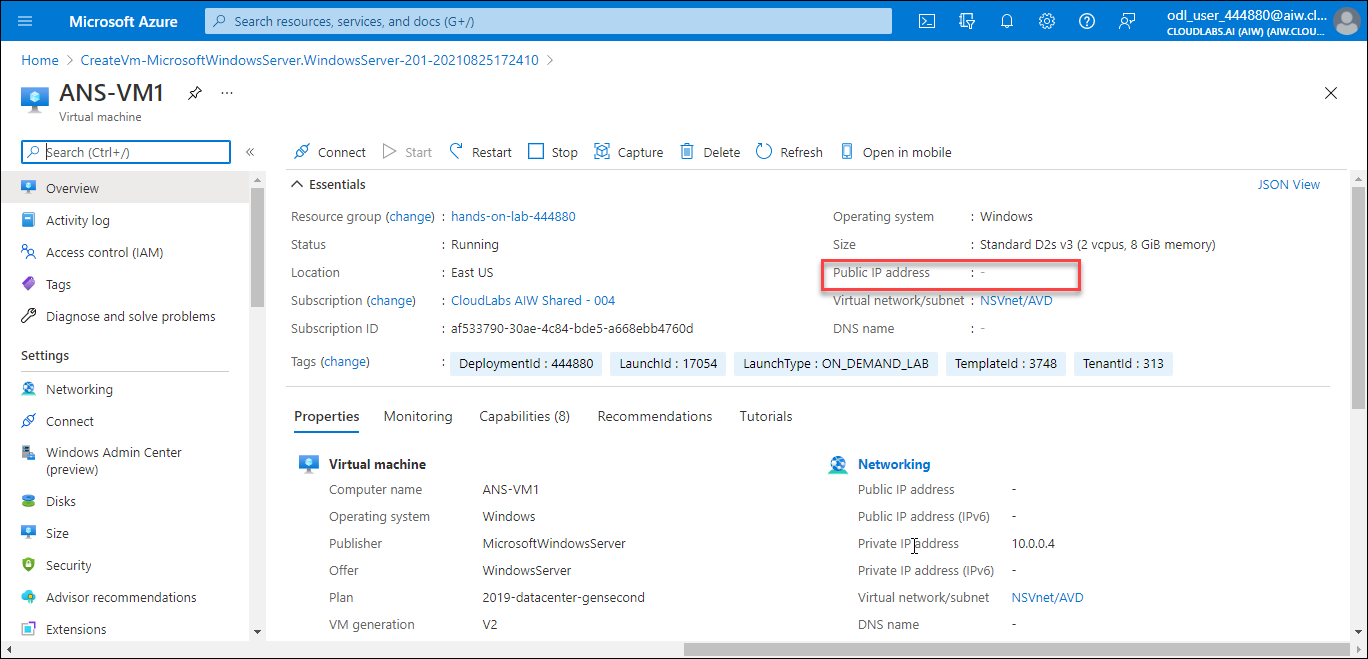 Microsoft Azure
Search resources, services, and docs (G+/)
odl_user_444880@aiw.cl...
CLOUDLABS.AI (AIW) (AIW.CLOU...
Home > CreateVm-MicrosoftWindowsServer.WindowsServer-201-20210825172410 >
ANS-VM1
...
Virtual machine
Search (Ctrl+/)
«
Connect
Start
Restart
Stop
Capture
Delete
Refresh
Open in mobile
Overview
Activity log
Access control (IAM)
Tags
Diagnose and solve problems
Settings
Networking
Connect
Windows Admin Center
(preview)
Disks
Size
Security
Advisor recommendations
Extensions
Essentials
JSON View
Resource group (change) : hands-on-lab-444880
Status : Running
Location : East US
Subscription (change) : CloudLabs AIW Shared - 004
Subscription ID : af533790-30ae-4c84-bde5-a668ebb4760d
Operating system : Windows
Size : Standard D2s v3 (2 vcpus, 8 GiB memory)
Public IP address : -
Virtual network/subnet : NSVnet/AVD
DNS name : -
Tags (change) : DeploymentId : 444880 LaunchId : 17054 LaunchType : ON_DEMAND_LAB TemplateId : 3748 TenantId : 313
Properties
Monitoring
Capabilities (8)
Recommendations
Tutorials
Virtual machine
Computer name ANS-VM1
Operating system Windows
Publisher MicrosoftWindowsServer
Offer WindowsServer
Plan 2019-datacenter-gensecond
VM generation V2
Networking
Public IP address -
Public IP address (IPv6) -
Private IP address 10.0.0.4
Private IP address (IPv6) -
Virtual network/subnet NSVnet/AVD
DNS name -